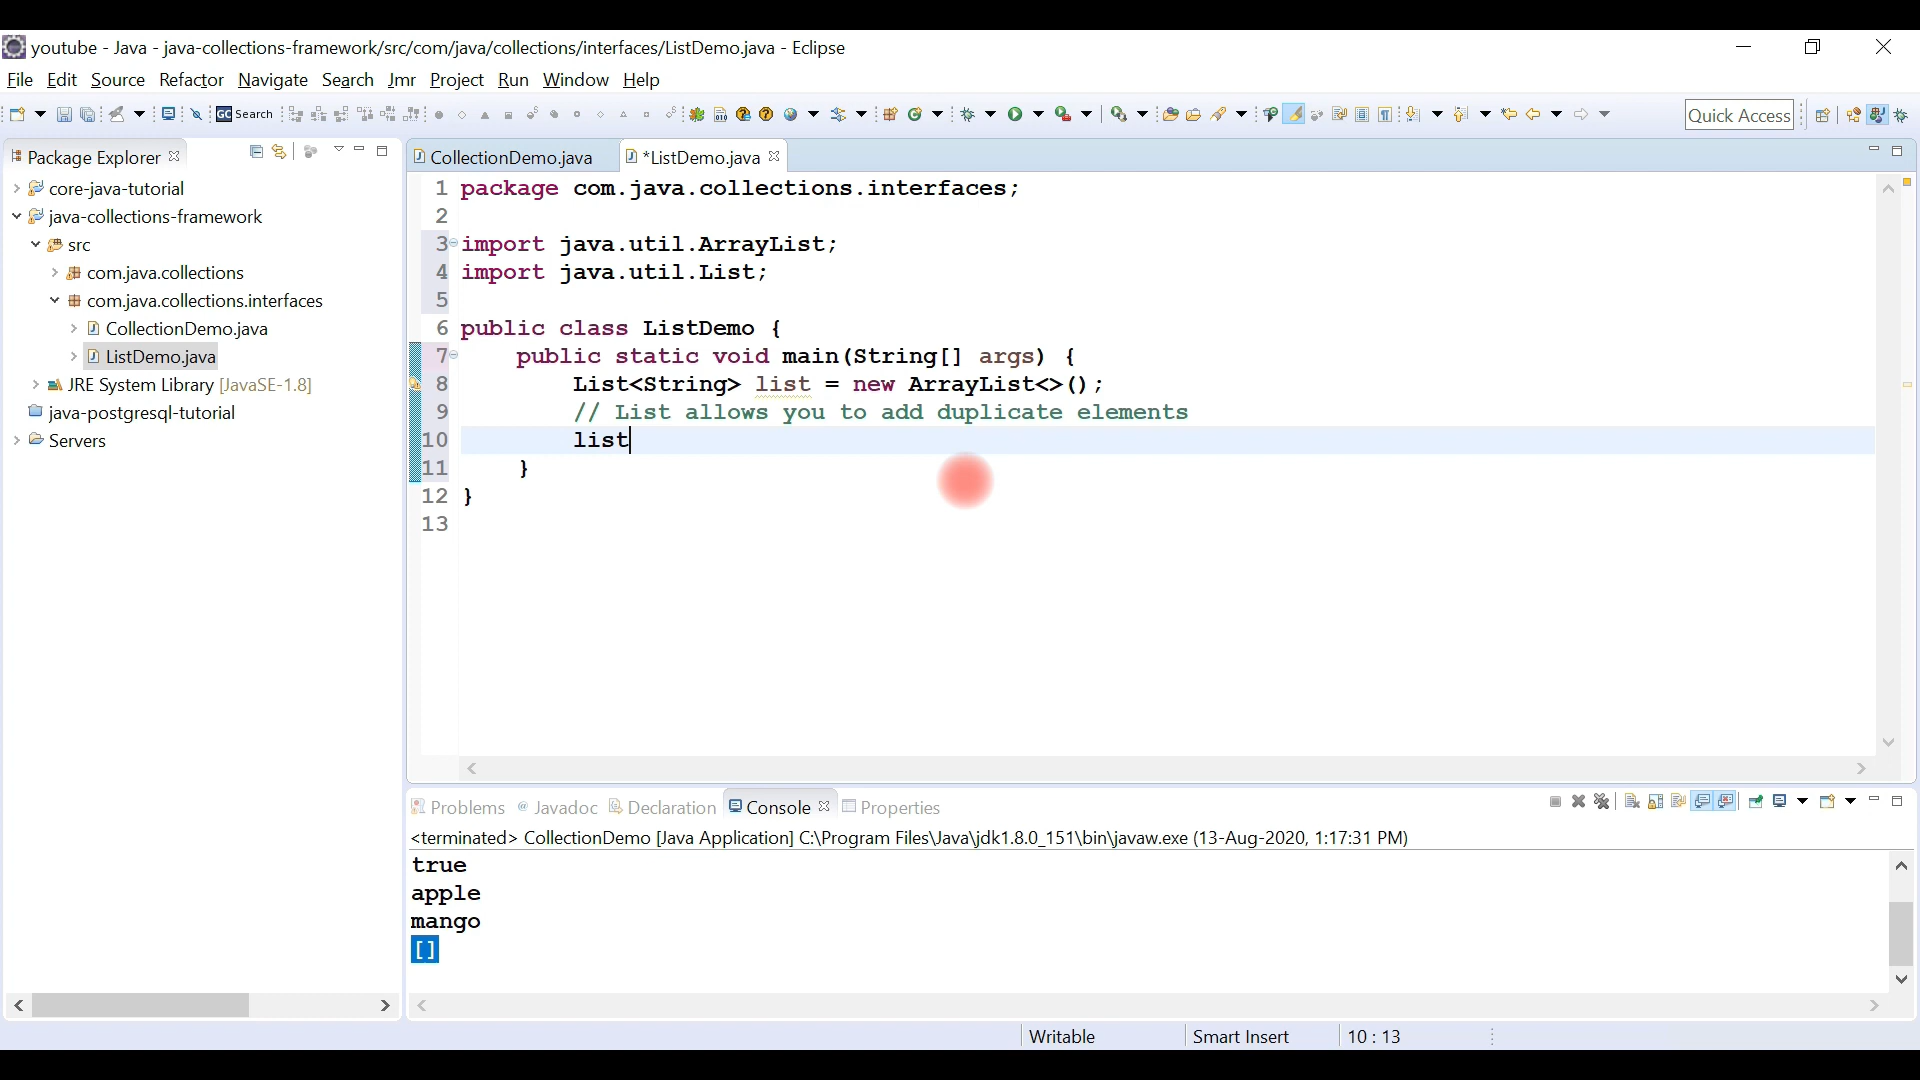 youtube - Java - java-collections-framework/src/com/java/collections/interfaces/ListDemo.java - Eclipse
File Edit Source Refactor Navigate Search Jmr Project Run Window Help
GC Search
Quick Access
Package Explorer
core-java-tutorial
java-collections-framework
src
com.java.collections
com.java.collections.interfaces
CollectionDemo.java
ListDemo.java
JRE System Library [JavaSE-1.8]
java-postgresql-tutorial
Servers
CollectionDemo.java *ListDemo.java
1 package com.java.collections.interfaces;
2
3 import java.util.ArrayList;
4 import java.util.List;
5
6 public class ListDemo {
7 public static void main(String[] args) {
8 List<String> list = new ArrayList<>();
9 // List allows you to add duplicate elements
10 list
11 }
12 }
13
Problems @ Javadoc Declaration Console Properties
<terminated> CollectionDemo [Java Application] C:\Program Files\Java\jdk1.8.0_151\bin\javaw.exe (13-Aug-2020, 1:17:31 PM)
true
apple
mango
[]
Writable Smart Insert 10 : 13